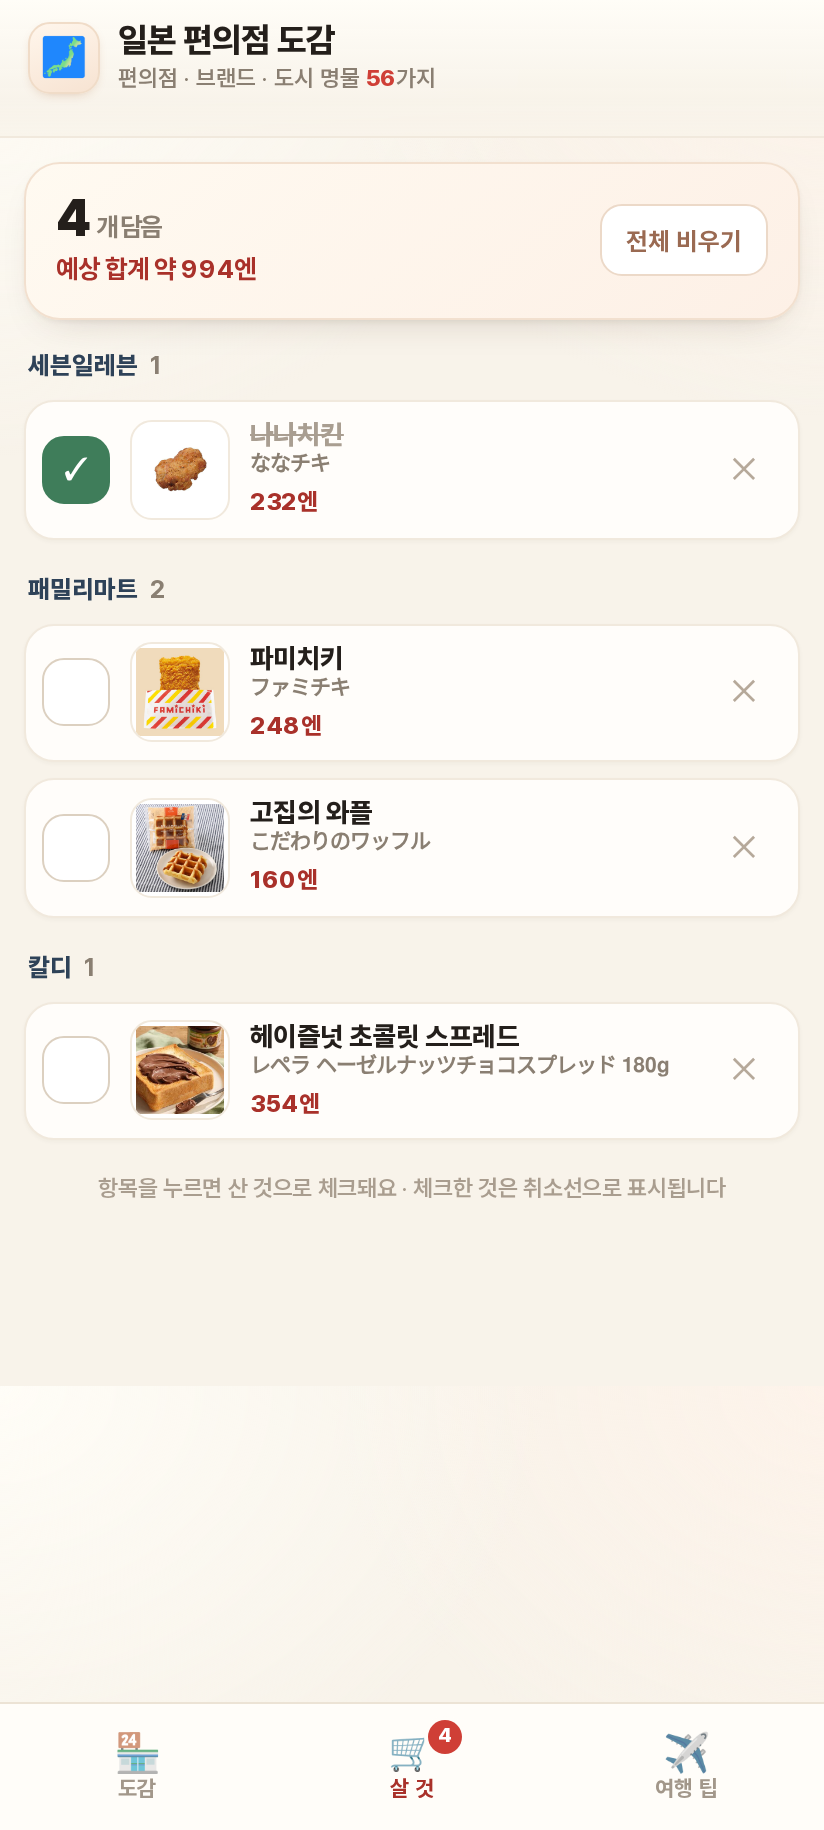 일본 편의점 도감
편의점 · 브랜드 · 도시 명물 56가지
4 개담음
예상 합계 약 994엔
전체 비우기
세븐일레븐 1
✓
나나치킨
ななチキ
232엔
패밀리마트 2
파미치키
ファミチキ
248엔
FAMiCHiKi
고집의 와플
こだわりのワッフル
160엔
칼디 1
헤이즐넛 초콜릿 스프레드
レペラ ヘーゼルナッツチョコスプレッド 180g
354엔
항목을 누르면 산 것으로 체크돼요 · 체크한 것은 취소선으로 표시됩니다
24
4
도감
살 것
여행 팁